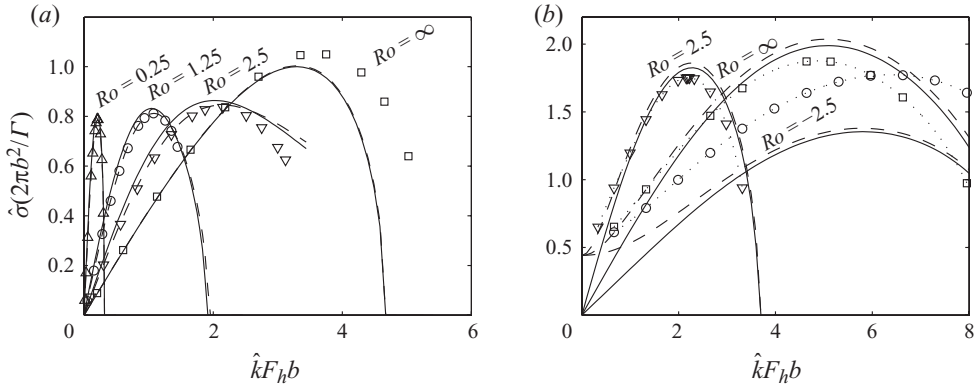 (a)
Ro = 0.25
Ro = 1.25
Ro = 2.5
Ro = ∞
1.0
0.8
0.6
0.4
0.2
0
2
4
6
σ̂(2πb²/Γ)
k̂F_h b
(b)
Ro = 2.5
Ro = ∞
Ro = −2.5
2.0
1.5
1.0
0.5
0
2
4
6
8
k̂F_h b